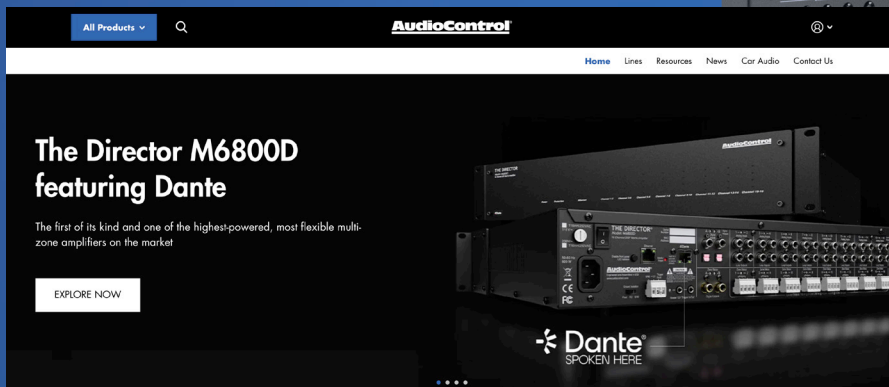 All Products
AudioControl
Home Lines Resources News Car Audio Contact Us
The Director M6800D
featuring Dante
The first of its kind and one of the highest-powered, most flexible multi-
zone amplifiers on the market
EXPLORE NOW
AudioControl
THE DIRECTOR
THE DIRECTOR
AudioControl
CE
FC
Dante
SPOKEN HERE